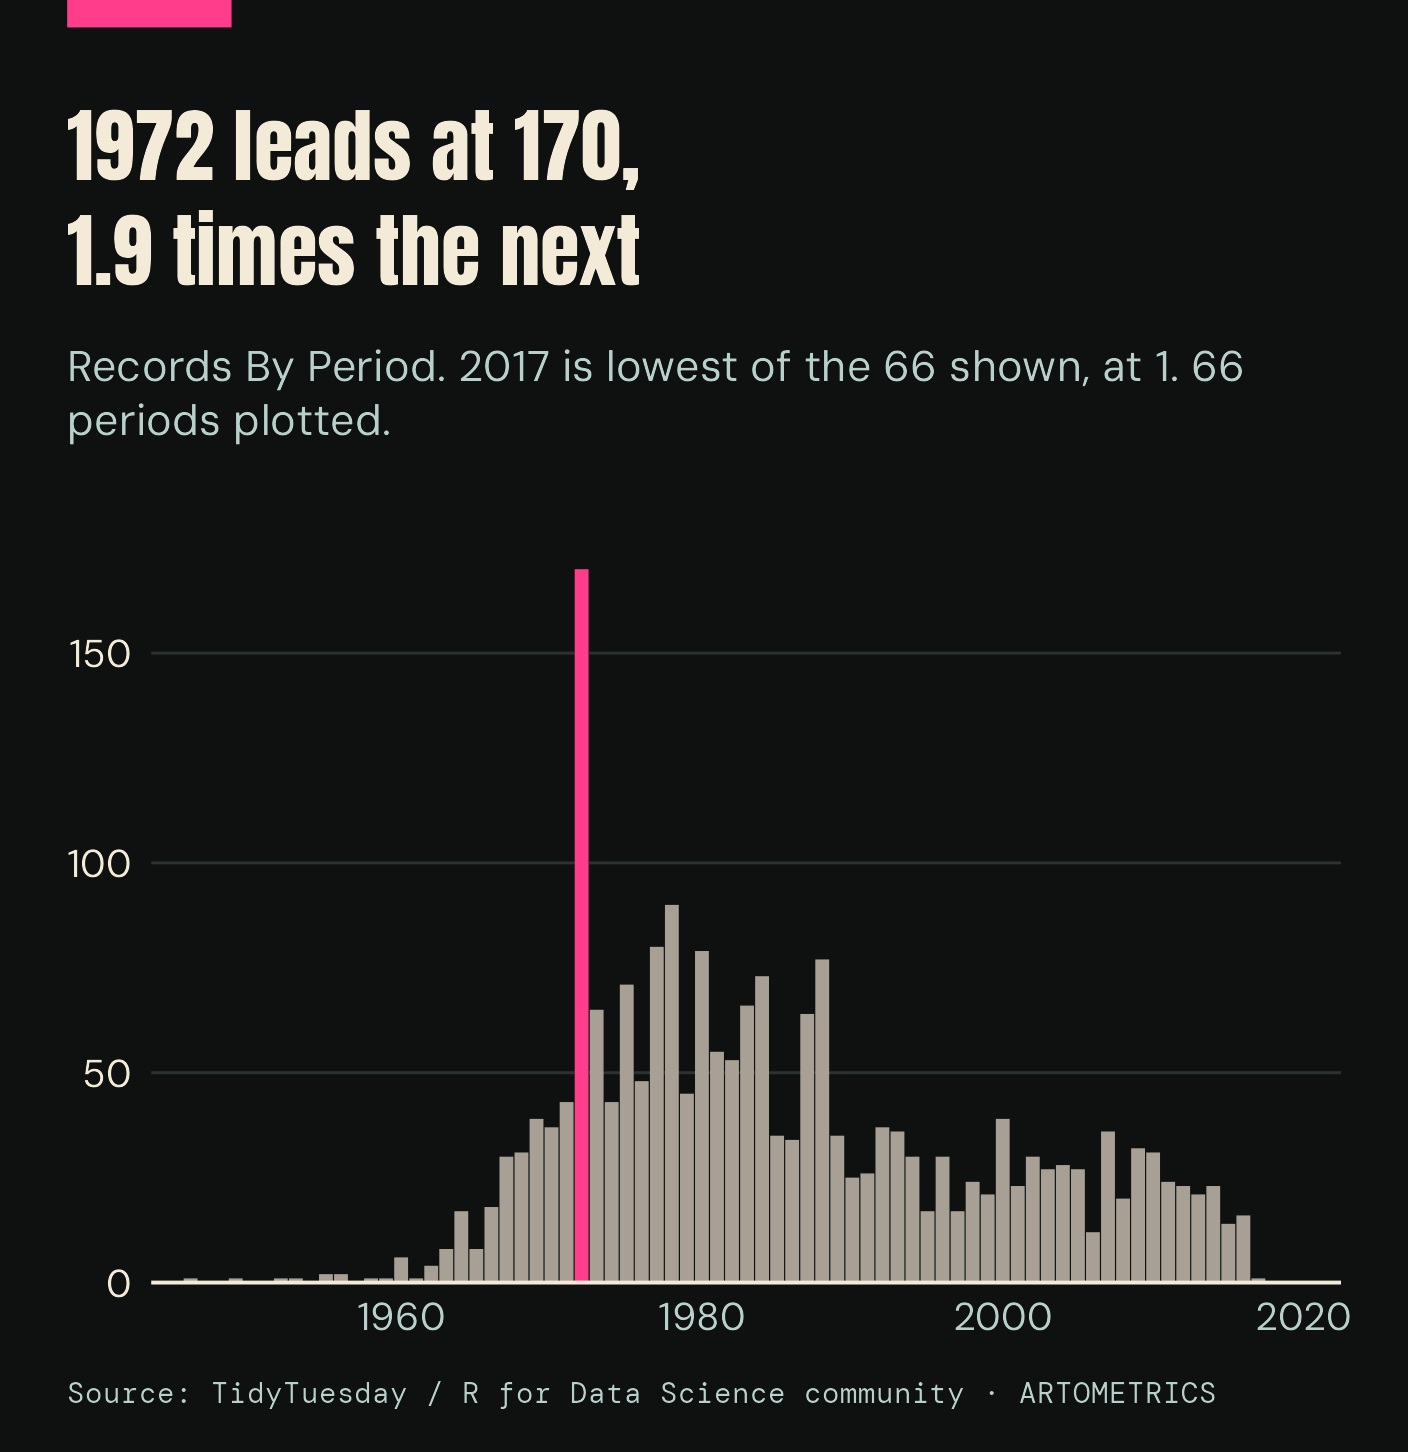 1972 leads at 170,
1.9 times the next
Records By Period. 2017 is lowest of the 66 shown, at 1. 66
periods plotted.
150
100
50
0
1960 1980 2000 2020
Source: TidyTuesday / R for Data Science community · ARTOMETRICS